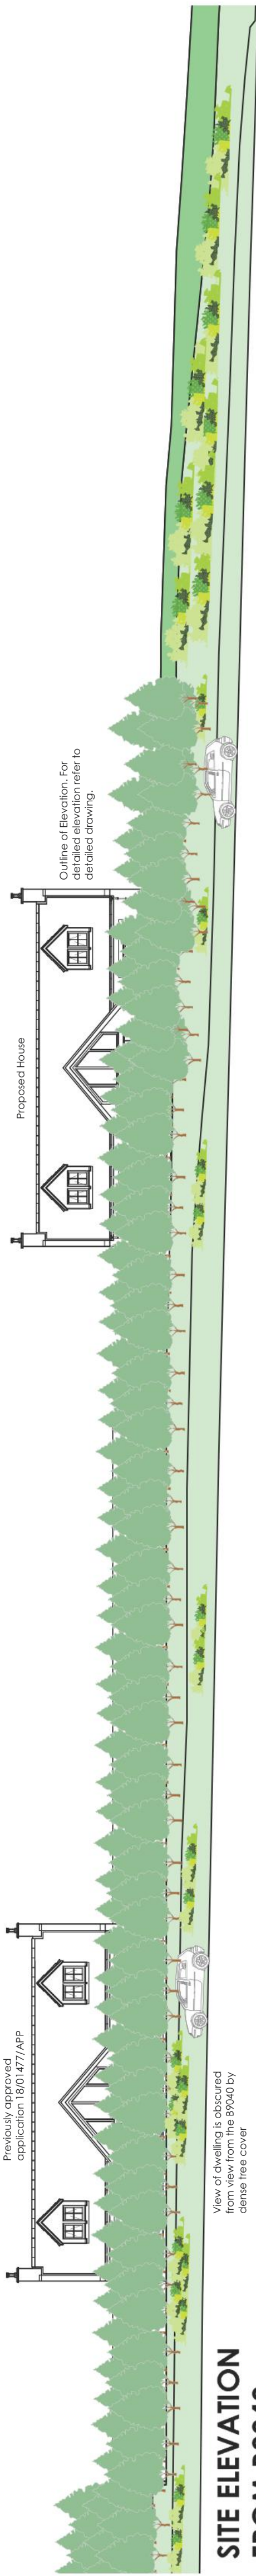 Previously approved
application 18/01477/APP
Proposed House
Outline of Elevation. For
detailed elevation refer to
detailed drawing.
View of dwelling is obscured
from view from the B9040 by
dense tree cover
SITE ELEVATION